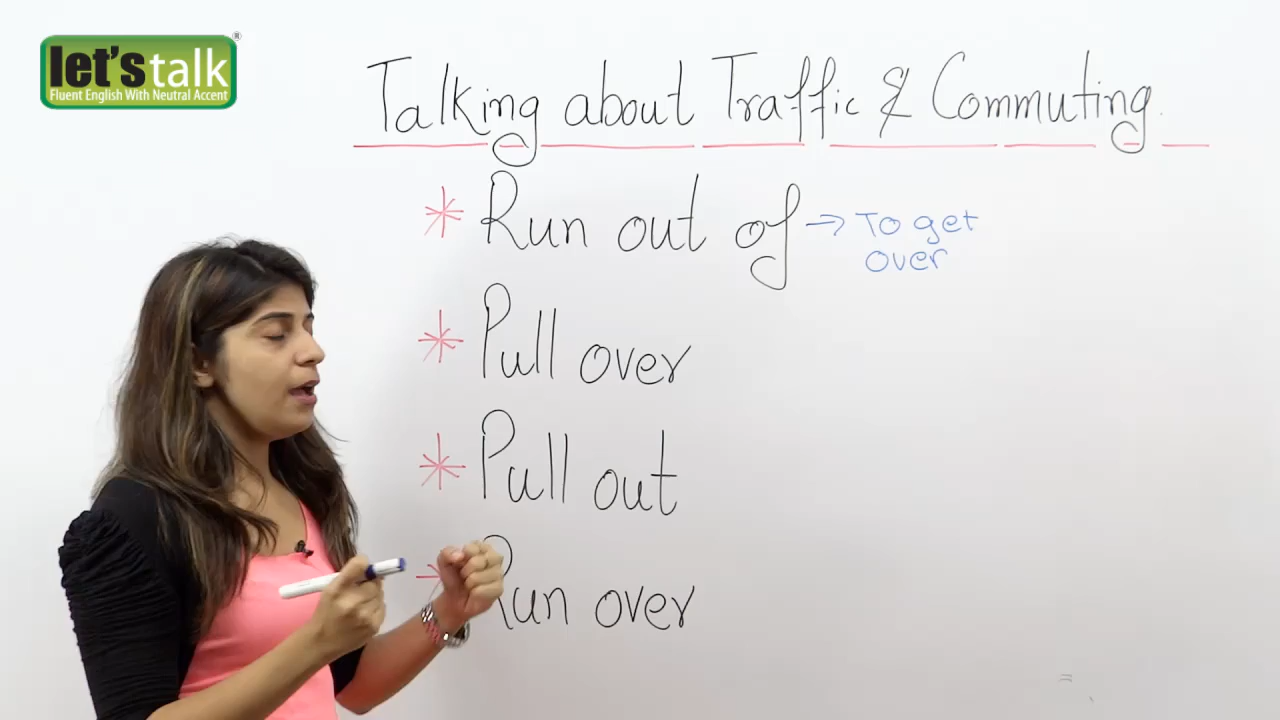 let'stalk®
Fluent English With Neutral Accent
Talking about Traffic & Commuting.
* Run out of → To get
over
* Pull over
* Pull out
* Run over